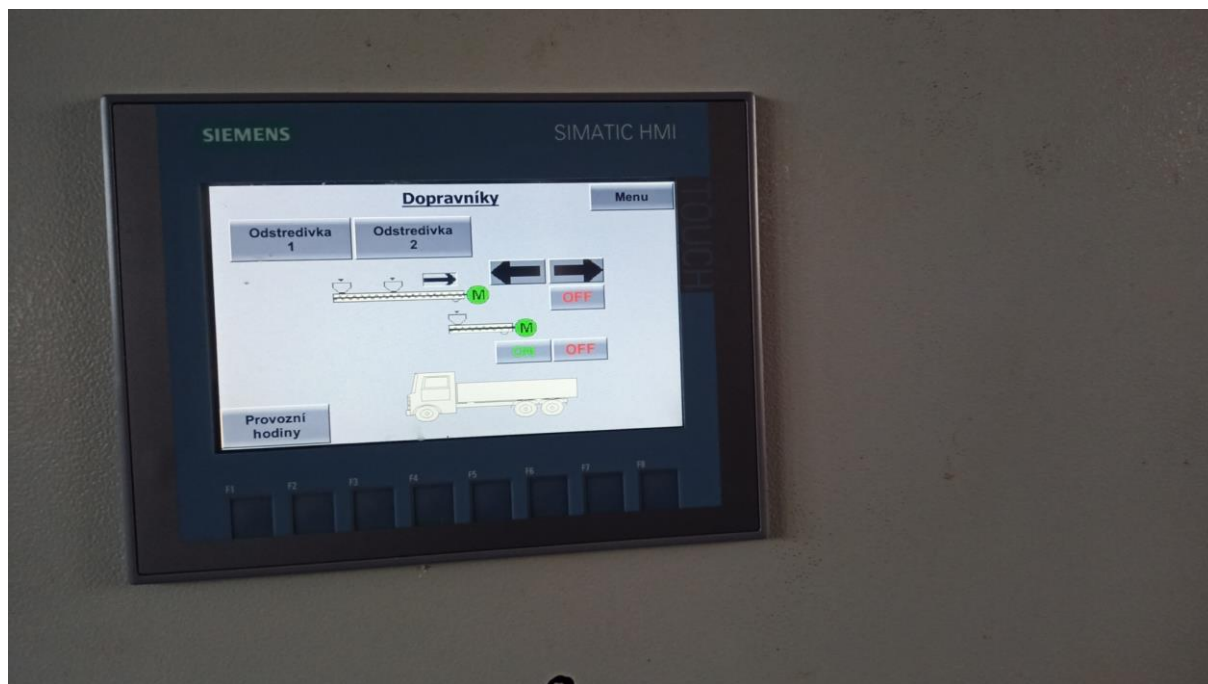 SIEMENS
SIMATIC HMI
TOUCH
Dopravníky
Menu
Odstredivka
1
Odstredivka
2
M
OFF
M
ON
OFF
Provozní
hodiny
F1 F2 F3 F4 F5 F6 F7 F8